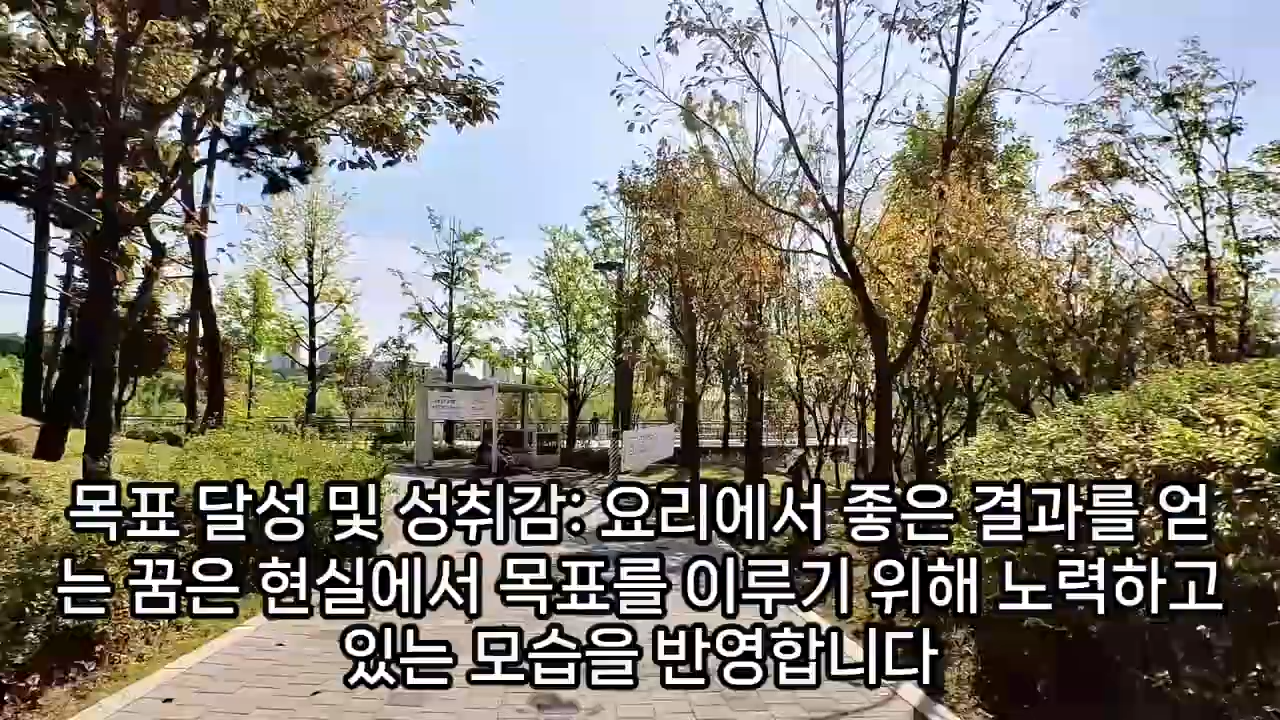 목표 달성 및 성취감: 요리에서 좋은 결과를 얻
는 꿈은 현실에서 목표를 이루기 위해 노력하고
있는 모습을 반영합니다